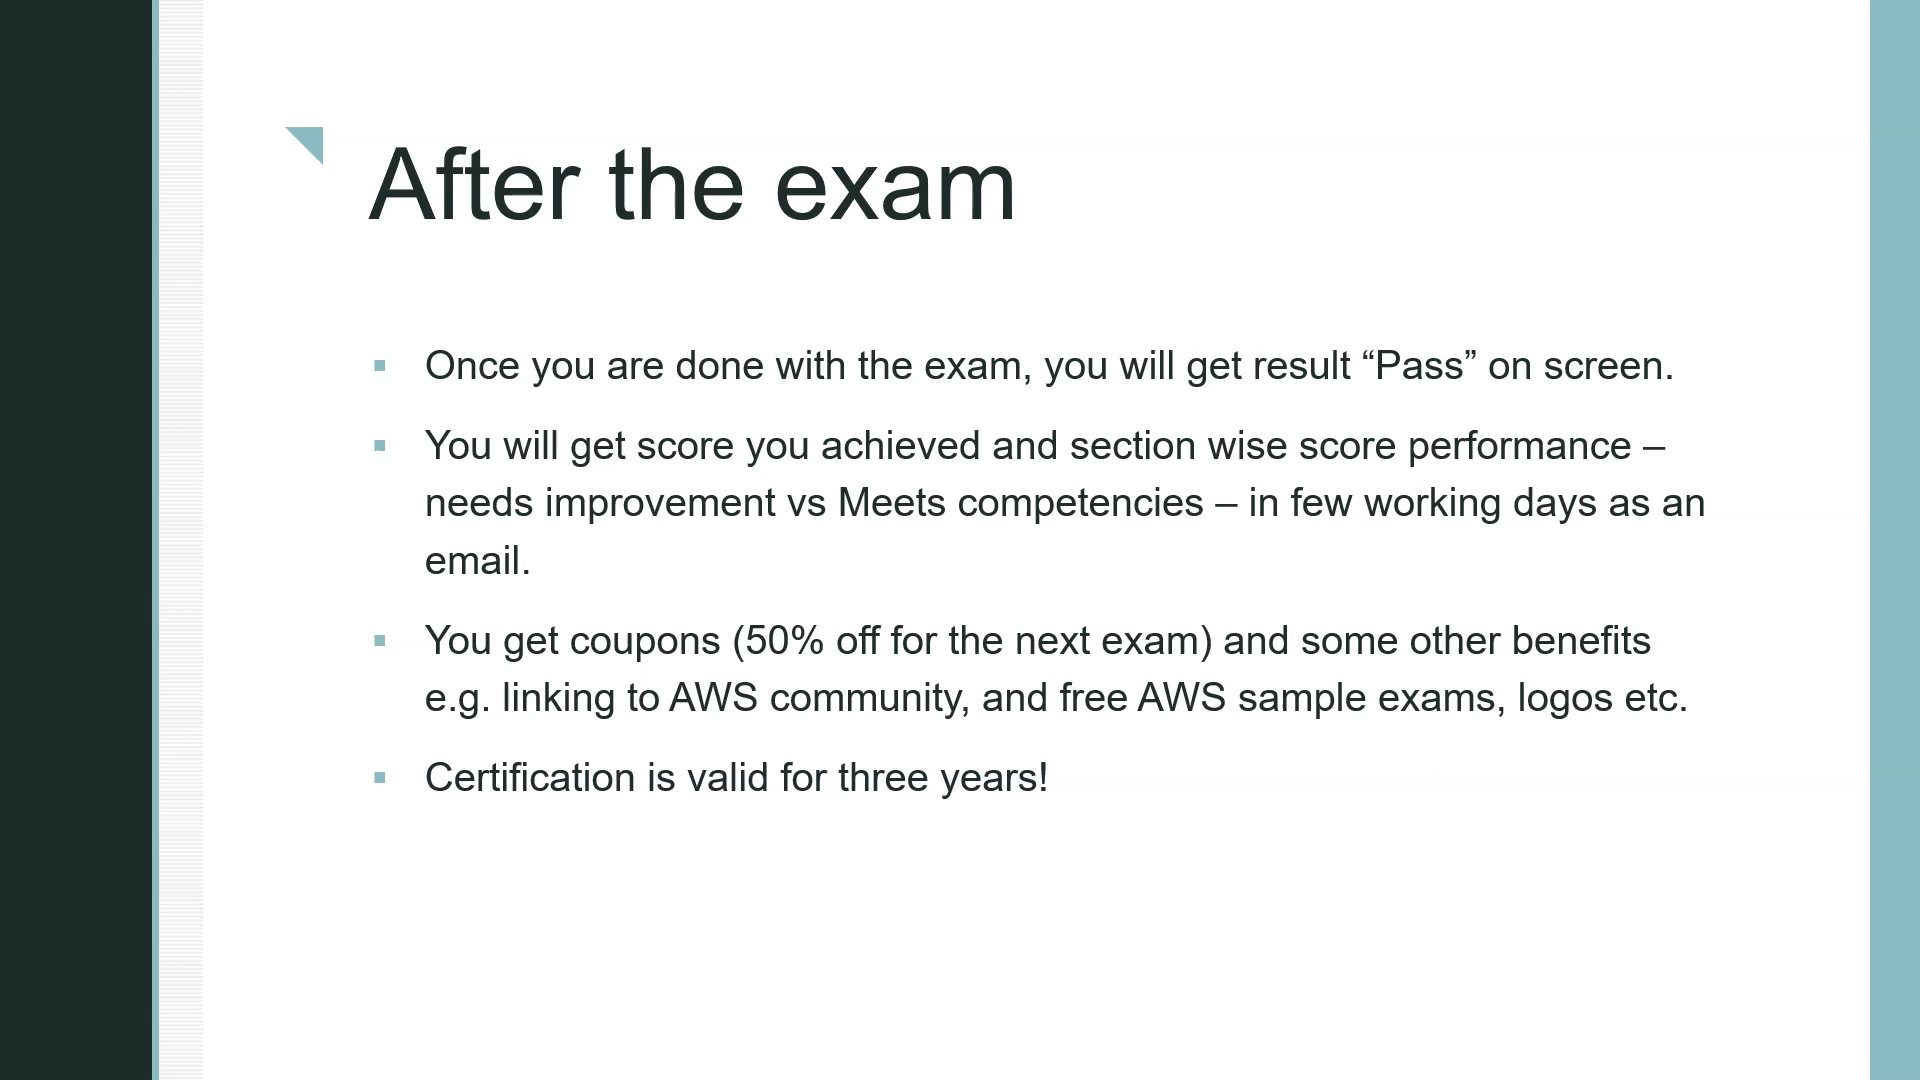 After the exam
▪ Once you are done with the exam, you will get result “Pass” on screen.
▪ You will get score you achieved and section wise score performance –
needs improvement vs Meets competencies – in few working days as an
email.
▪ You get coupons (50% off for the next exam) and some other benefits
e.g. linking to AWS community, and free AWS sample exams, logos etc.
▪ Certification is valid for three years!